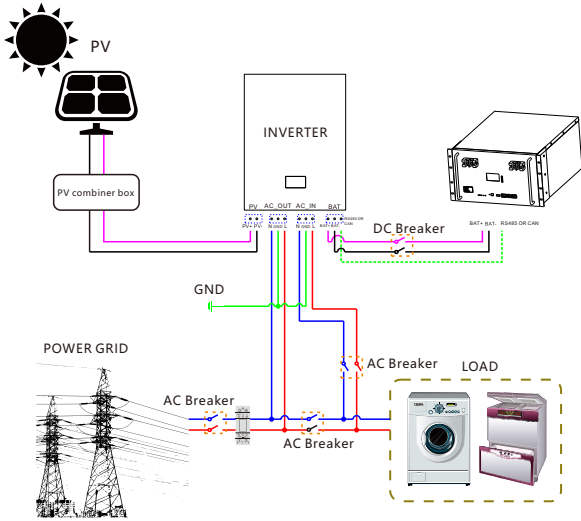 PV
INVERTER
PV combiner box
PV AC_OUT AC_IN BAT
PV+ PV- N GND L N GND L BAT+ BAT- RS485 OR CAN
DC Breaker
BAT+ BAT- RS485 OR CAN
GND
POWER GRID
AC Breaker
LOAD
AC Breaker
AC Breaker